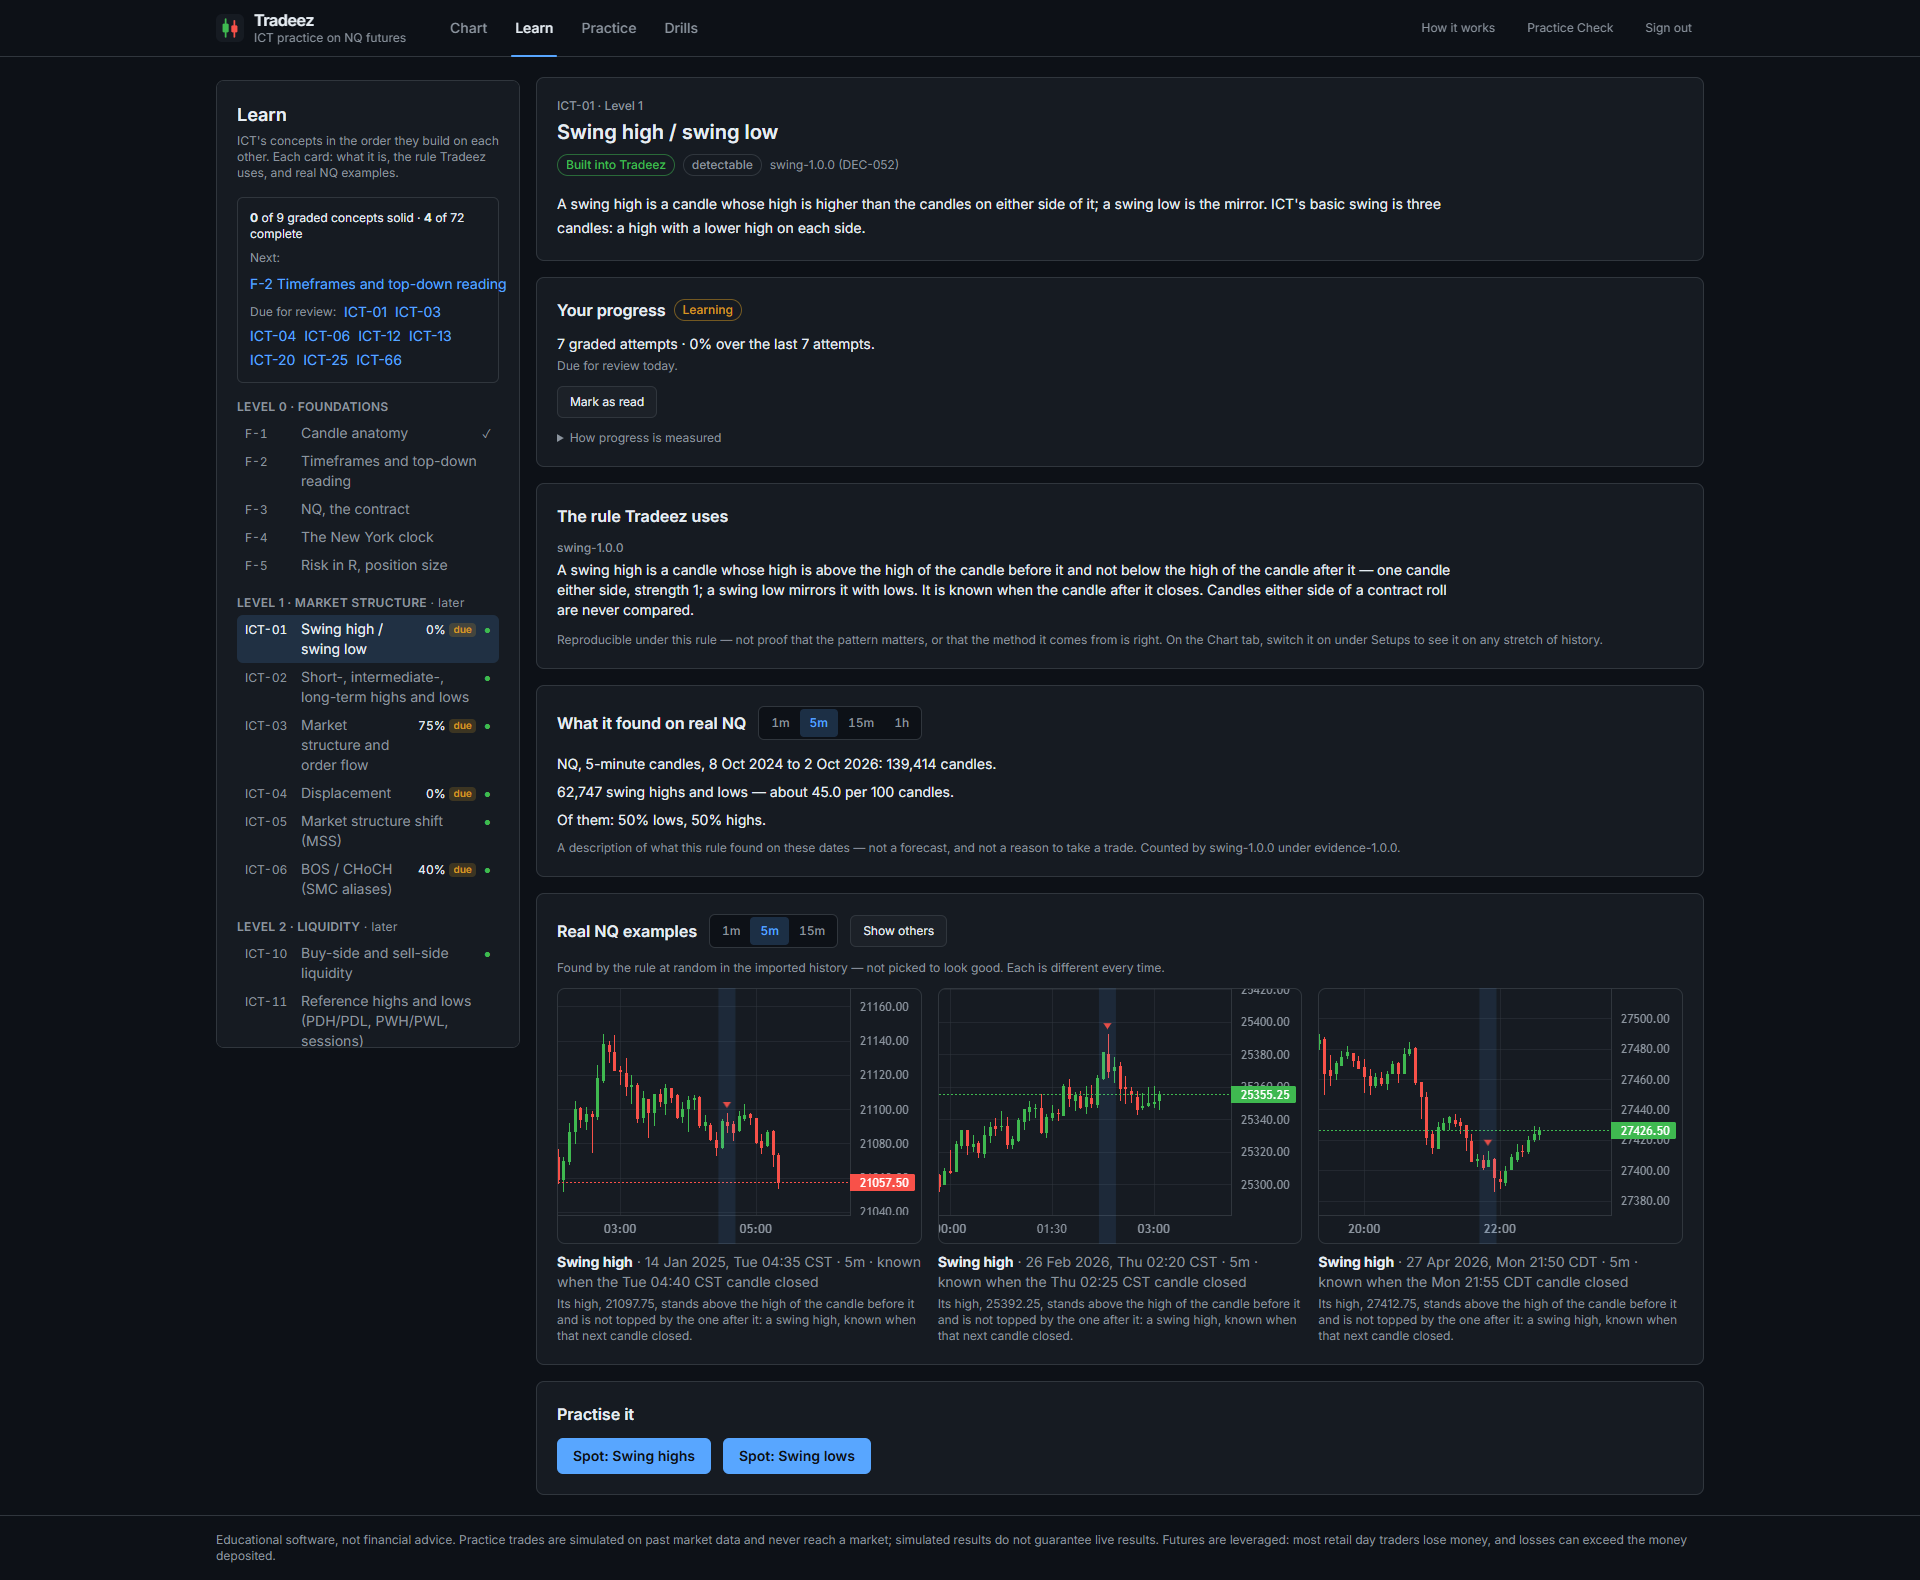 Tradeez
ICT practice on NQ futures
Chart
Learn
Practice
Drills
How it works
Practice Check
Sign out
Learn
ICT's concepts in the order they build on each
other. Each card: what it is, the rule Tradeez
uses, and real NQ examples.
0 of 9 graded concepts solid · 4 of 72
complete
Next:
F-2 Timeframes and top-down reading
Due for review: ICT-01 ICT-03
ICT-04 ICT-06 ICT-12 ICT-13
ICT-20 ICT-25 ICT-66
LEVEL 0 · FOUNDATIONS
F-1 Candle anatomy ✓
F-2 Timeframes and top-down
reading
F-3 NQ, the contract
F-4 The New York clock
F-5 Risk in R, position size
LEVEL 1 · MARKET STRUCTURE · later
ICT-01 Swing high / 0% due
swing low
ICT-02 Short-, intermediate-,
long-term highs and lows
ICT-03 Market 75% due
structure and
order flow
ICT-04 Displacement 0% due
ICT-05 Market structure shift
(MSS)
ICT-06 BOS / CHoCH 40% due
(SMC aliases)
LEVEL 2 · LIQUIDITY · later
ICT-10 Buy-side and sell-side
liquidity
ICT-11 Reference highs and lows
(PDH/PDL, PWH/PWL,
sessions)
ICT-01 · Level 1
Swing high / swing low
Built into Tradeez detectable swing-1.0.0 (DEC-052)
A swing high is a candle whose high is higher than the candles on either side of it; a swing low is the mirror. ICT's basic swing is three
candles: a high with a lower high on each side.
Your progress Learning
7 graded attempts · 0% over the last 7 attempts.
Due for review today.
Mark as read
▶ How progress is measured
The rule Tradeez uses
swing-1.0.0
A swing high is a candle whose high is above the high of the candle before it and not below the high of the candle after it — one candle
either side, strength 1; a swing low mirrors it with lows. It is known when the candle after it closes. Candles either side of a contract roll
are never compared.
Reproducible under this rule — not proof that the pattern matters, or that the method it comes from is right. On the Chart tab, switch it on under Setups to see it on any stretch of history.
What it found on real NQ 1m 5m 15m 1h
NQ, 5-minute candles, 8 Oct 2024 to 2 Oct 2026: 139,414 candles.
62,747 swing highs and lows — about 45.0 per 100 candles.
Of them: 50% lows, 50% highs.
A description of what this rule found on these dates — not a forecast, and not a reason to take a trade. Counted by swing-1.0.0 under evidence-1.0.0.
Real NQ examples 1m 5m 15m Show others
Found by the rule at random in the imported history — not picked to look good. Each is different every time.
21160.00
21140.00
21120.00
21100.00
21080.00
21057.50
21040.00
03:00 05:00
Swing high · 14 Jan 2025, Tue 04:35 CST · 5m · known
when the Tue 04:40 CST candle closed
Its high, 21097.75, stands above the high of the candle before it
and is not topped by the one after it: a swing high, known when
that next candle closed.
25420.00
25400.00
25380.00
25360.00
25355.25
25340.00
25320.00
25300.00
0:00 01:30 03:00
Swing high · 26 Feb 2026, Thu 02:20 CST · 5m ·
known when the Thu 02:25 CST candle closed
Its high, 25392.25, stands above the high of the candle before it
and is not topped by the one after it: a swing high, known when
that next candle closed.
27500.00
27480.00
27460.00
27440.00
27426.50
27420.00
27400.00
27380.00
20:00 22:00
Swing high · 27 Apr 2026, Mon 21:50 CDT · 5m ·
known when the Mon 21:55 CDT candle closed
Its high, 27412.75, stands above the high of the candle before it
and is not topped by the one after it: a swing high, known when
that next candle closed.
Practise it
Spot: Swing highs
Spot: Swing lows
Educational software, not financial advice. Practice trades are simulated on past market data and never reach a market; simulated results do not guarantee live results. Futures are leveraged: most retail day traders lose money, and losses can exceed the money
deposited.